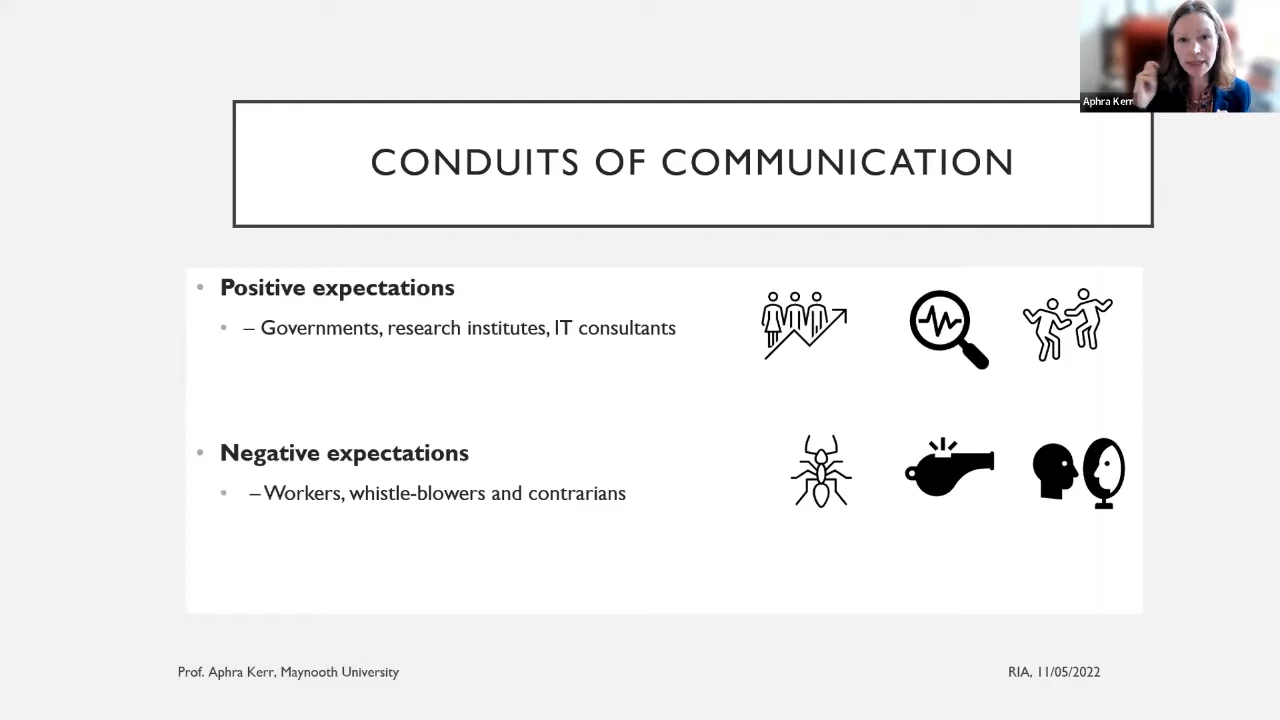 Aphra Kerr
CONDUITS OF COMMUNICATION
• Positive expectations
• – Governments, research institutes, IT consultants
• Negative expectations
• – Workers, whistle-blowers and contrarians
Prof. Aphra Kerr, Maynooth University
RIA, 11/05/2022